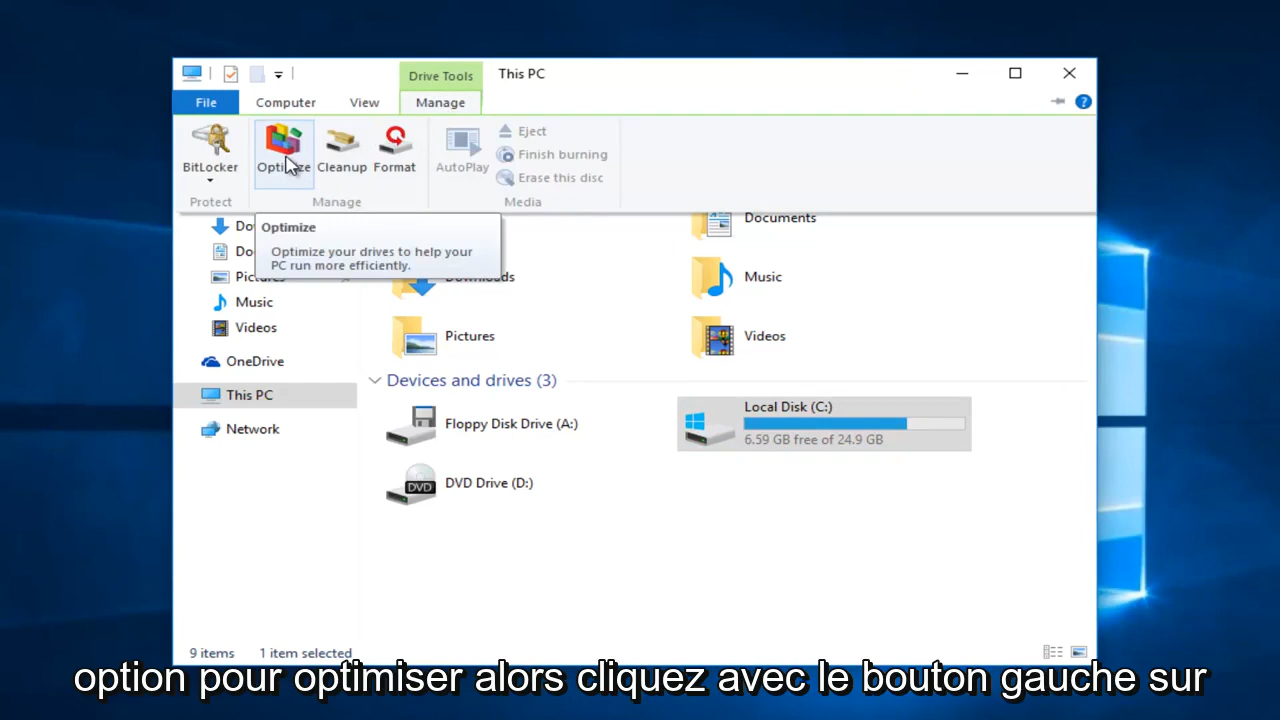 Drive Tools
This PC
File
Computer
View
Manage
BitLocker
Optimize
Cleanup
Format
AutoPlay
Eject
Finish burning
Erase this disc
Protect
Manage
Media
Optimize
Optimize your drives to help your
PC run more efficiently.
Pictures
Music
Videos
OneDrive
This PC
Network
Documents
Downloads
Music
Pictures
Videos
Devices and drives (3)
Floppy Disk Drive (A:)
Local Disk (C:)
6.59 GB free of 24.9 GB
DVD
DVD Drive (D:)
9 items
1 item selected
option pour optimiser alors cliquez avec le bouton gauche sur